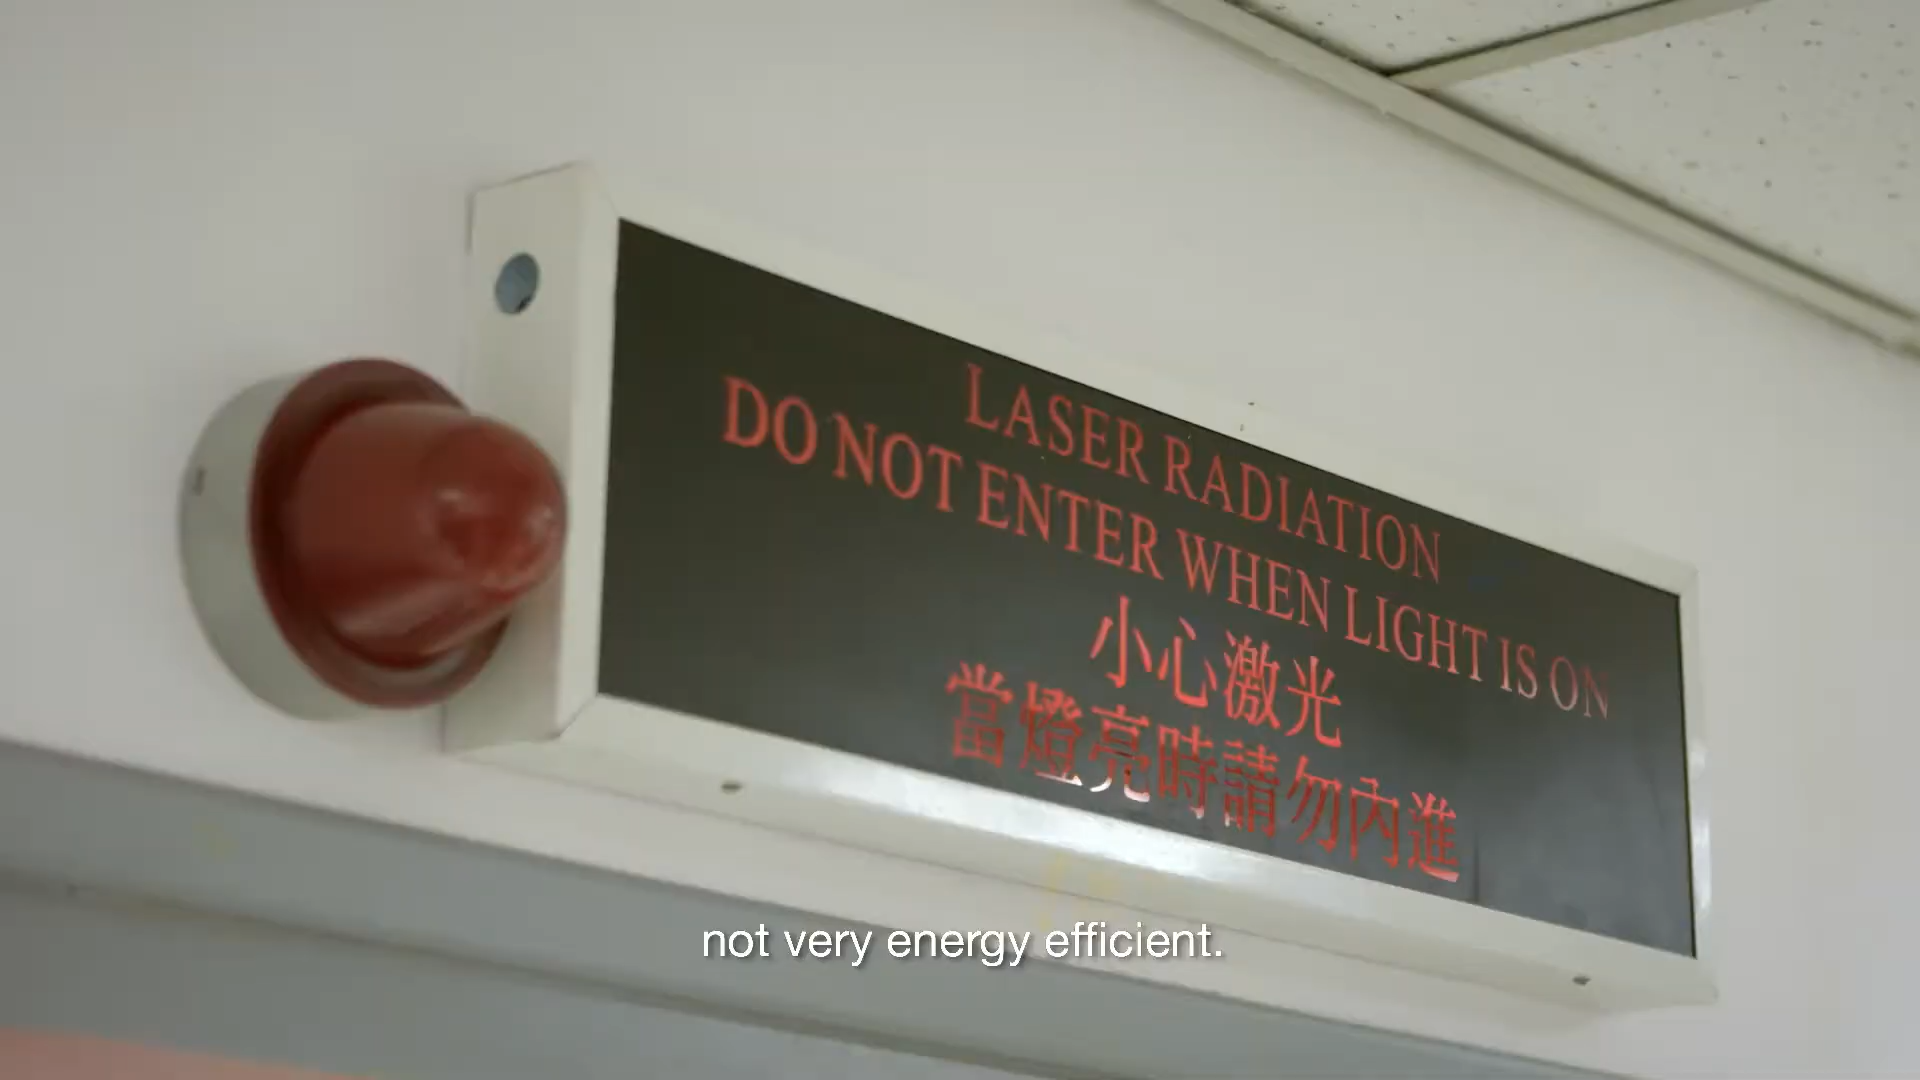 LASER RADIATION
DO NOT ENTER WHEN LIGHT IS ON
小心激光
當燈亮時請勿內進
not very energy efficient.